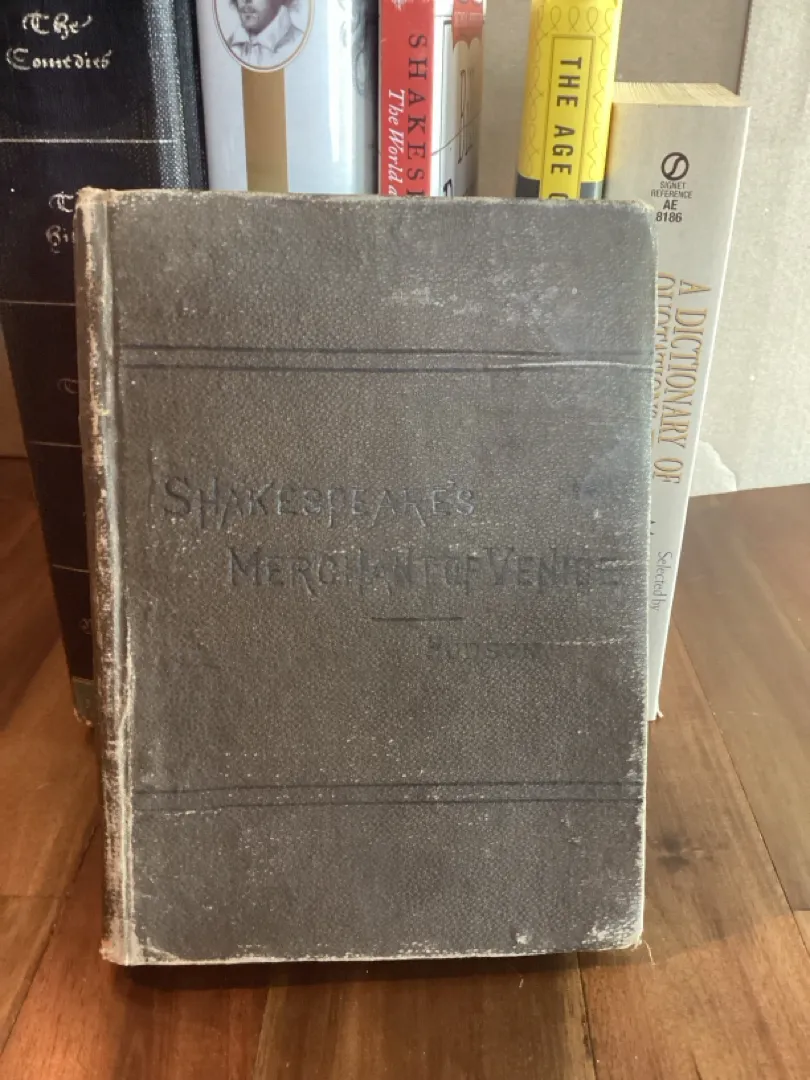 The
Comedies
SHAKES
The World a
THE AGE
SIGNET
REFERENCE
AE
8186
A DICTIONARY OF
QUOTATIONS
Selected by
SHAKESPEARE'S
MERCHANT OF VENICE
HUDSON